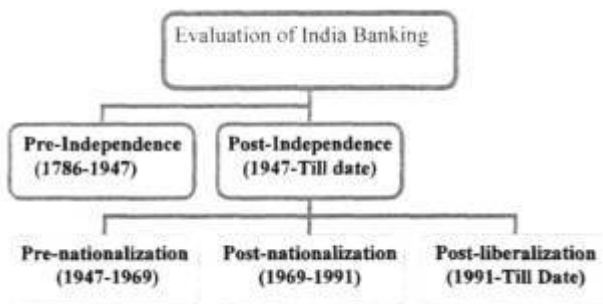 Evaluation of India Banking
Pre-Independence
(1786-1947)
Post-Independence
(1947-Till date)
Pre-nationalization
(1947-1969)
Post-nationalization
(1969-1991)
Post-liberalization
(1991-Till Date)